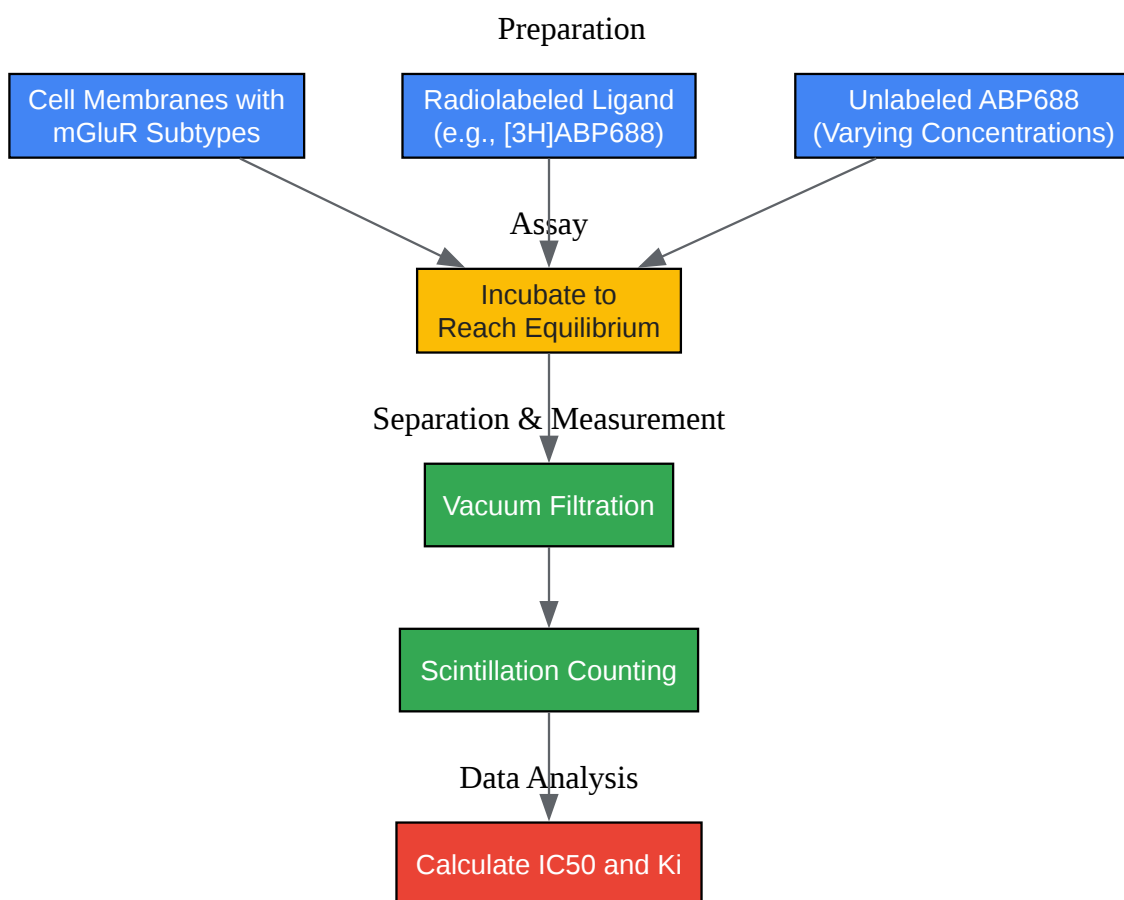 Preparation
Cell Membranes with
mGluR Subtypes
Radiolabeled Ligand
(e.g., [3H]ABP688)
Unlabeled ABP688
(Varying Concentrations)
Assay
Incubate to
Reach Equilibrium
Separation & Measurement
Vacuum Filtration
Scintillation Counting
Data Analysis
Calculate IC50 and Ki